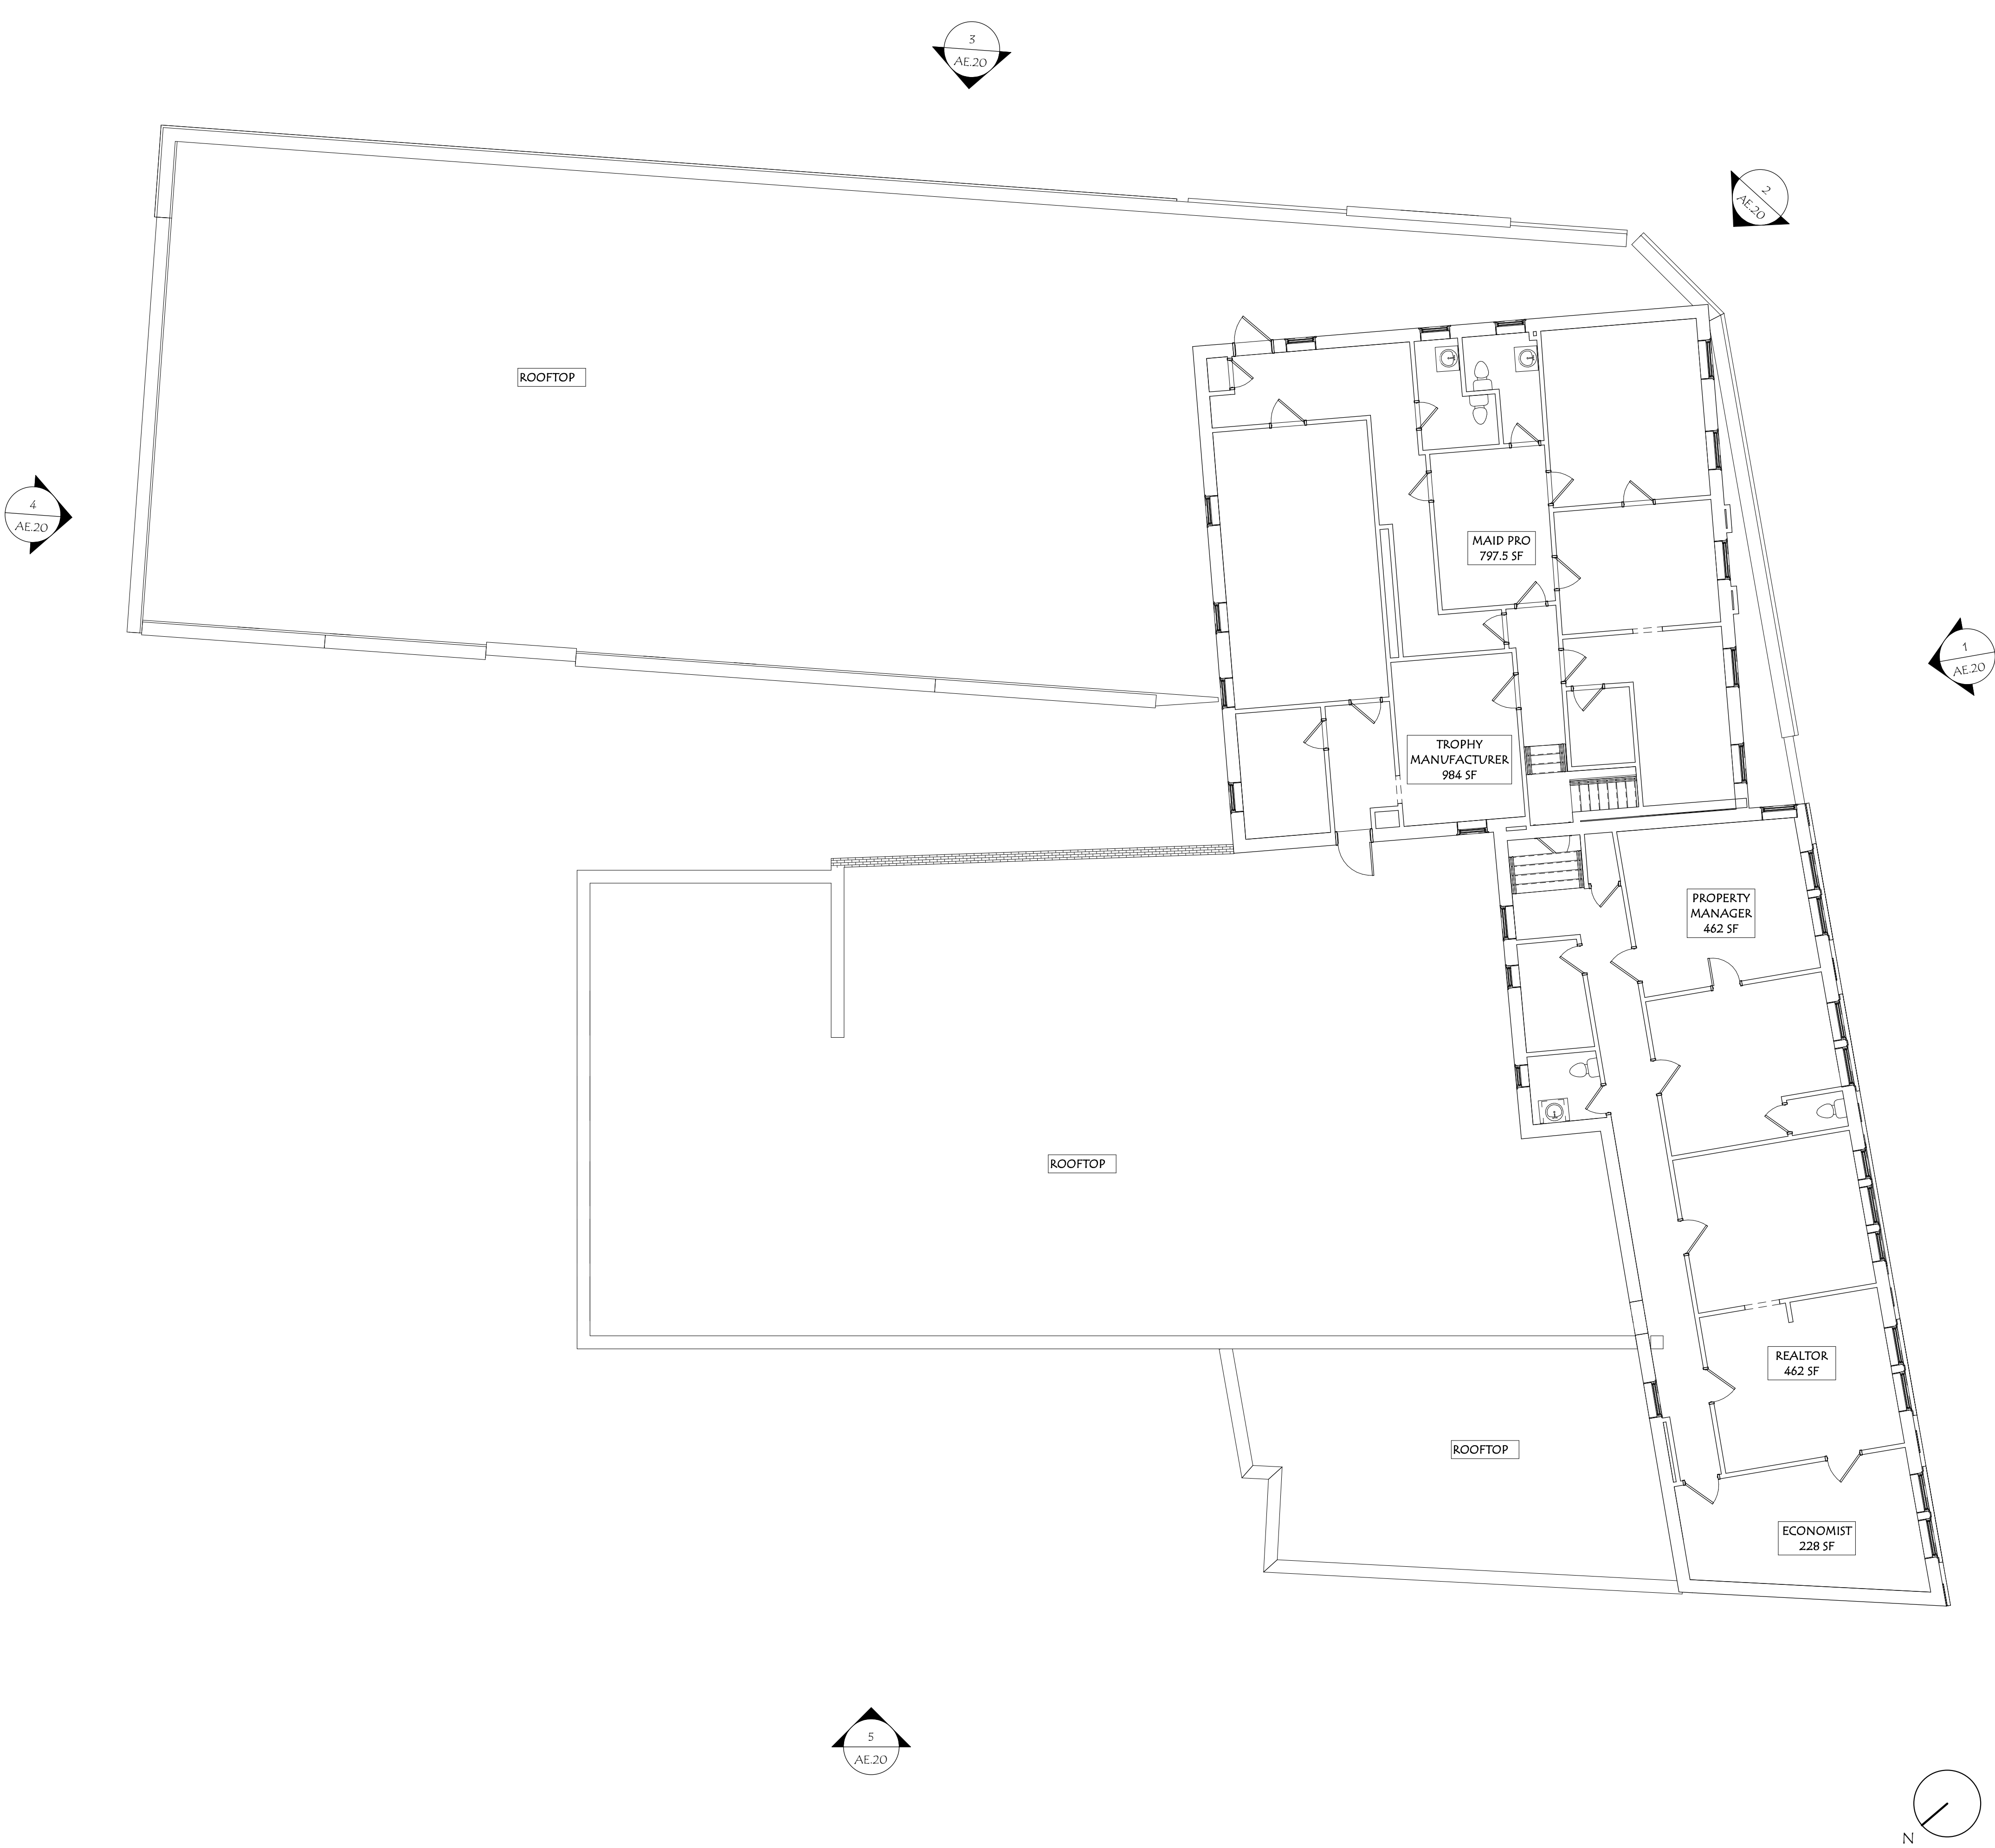 3
AE.20
2
AE.20
ROOFTOP
4
AE.20
MAID PRO
797.5 SF
1
AE.20
TROPHY
MANUFACTURER
984 SF
PROPERTY
MANAGER
462 SF
ROOFTOP
REALTOR
462 SF
ROOFTOP
ECONOMIST
228 SF
5
AE.20
N